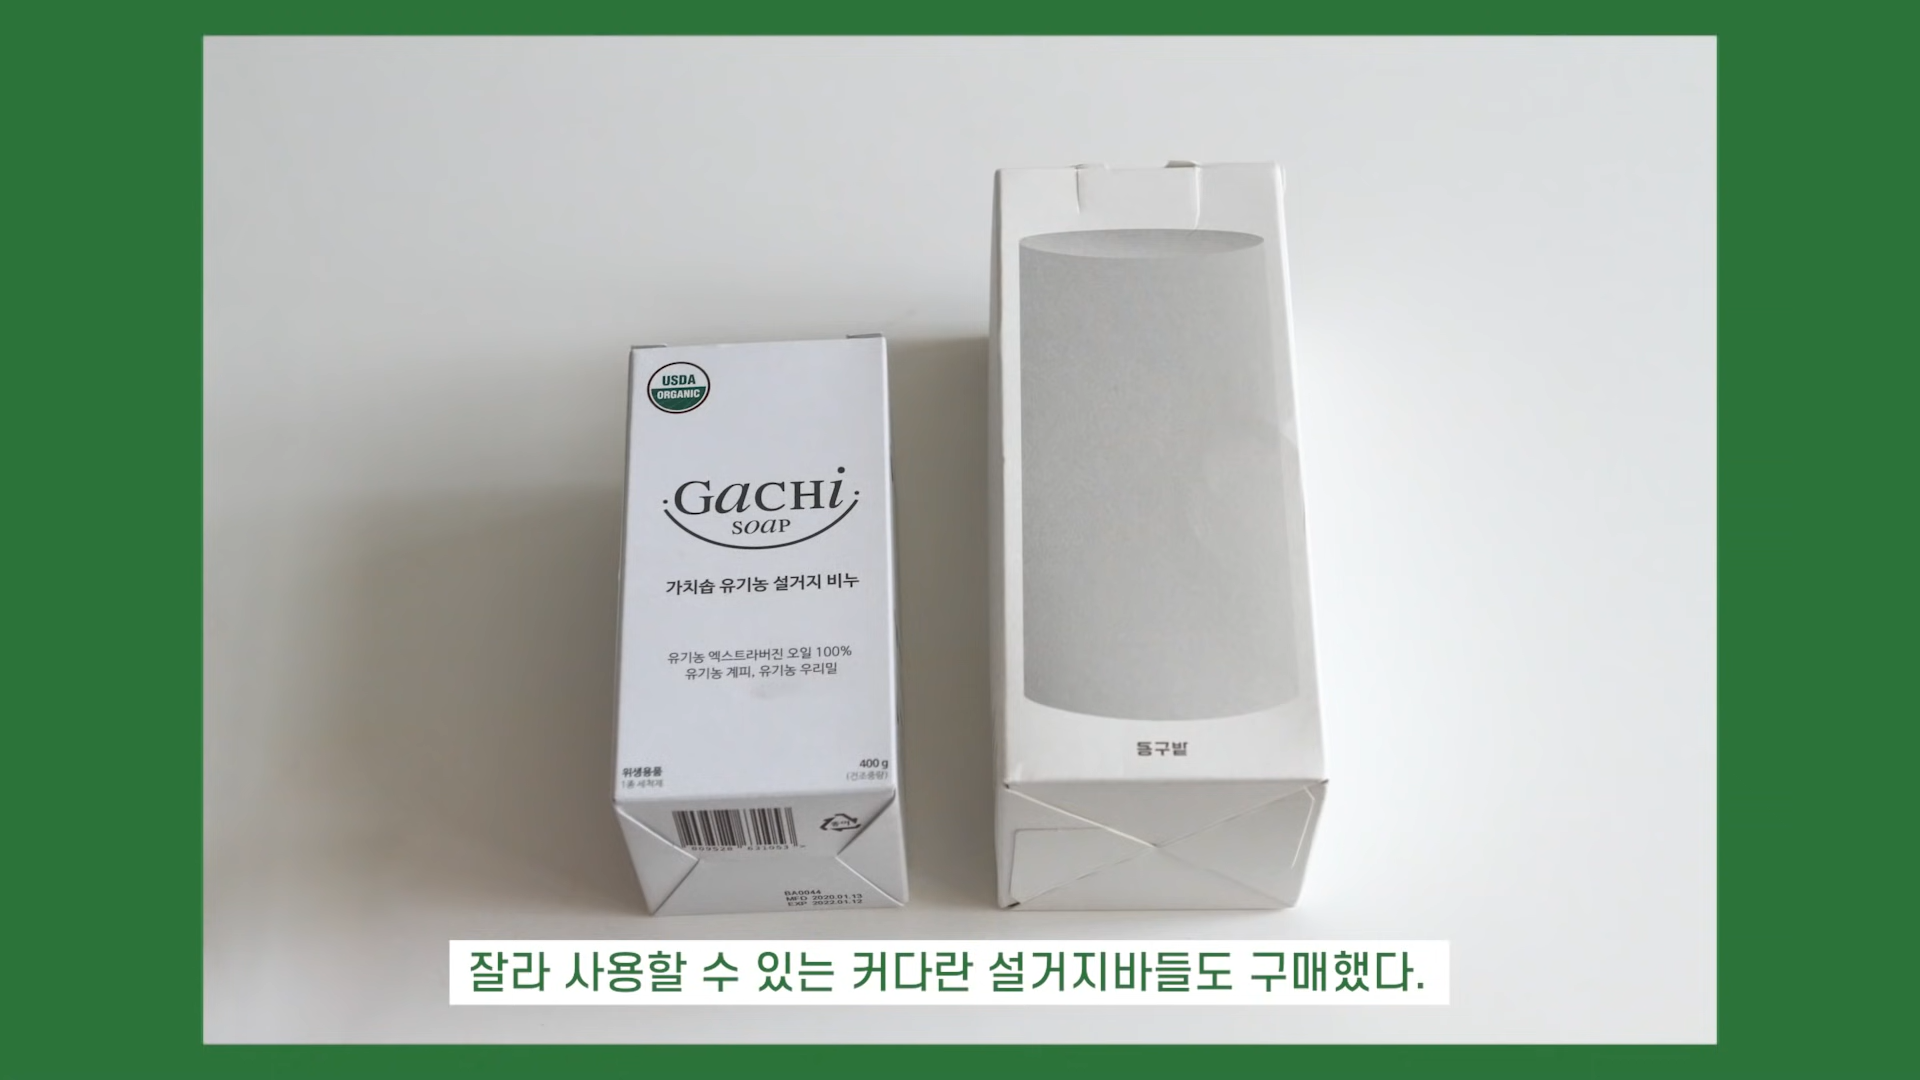 USDA
ORGANIC
GaCHi
soaP
가치솝 유기농 설거지 비누
유기농 엑스트라버진 오일 100%
유기농 계피, 유기농 우리밀
위생용품
1종 세척제
400 g
(건조중량)
BA0044
MFD 2020.01.13
EXP 2022.01.12
동구밭
잘라 사용할 수 있는 커다란 설거지바들도 구매했다.